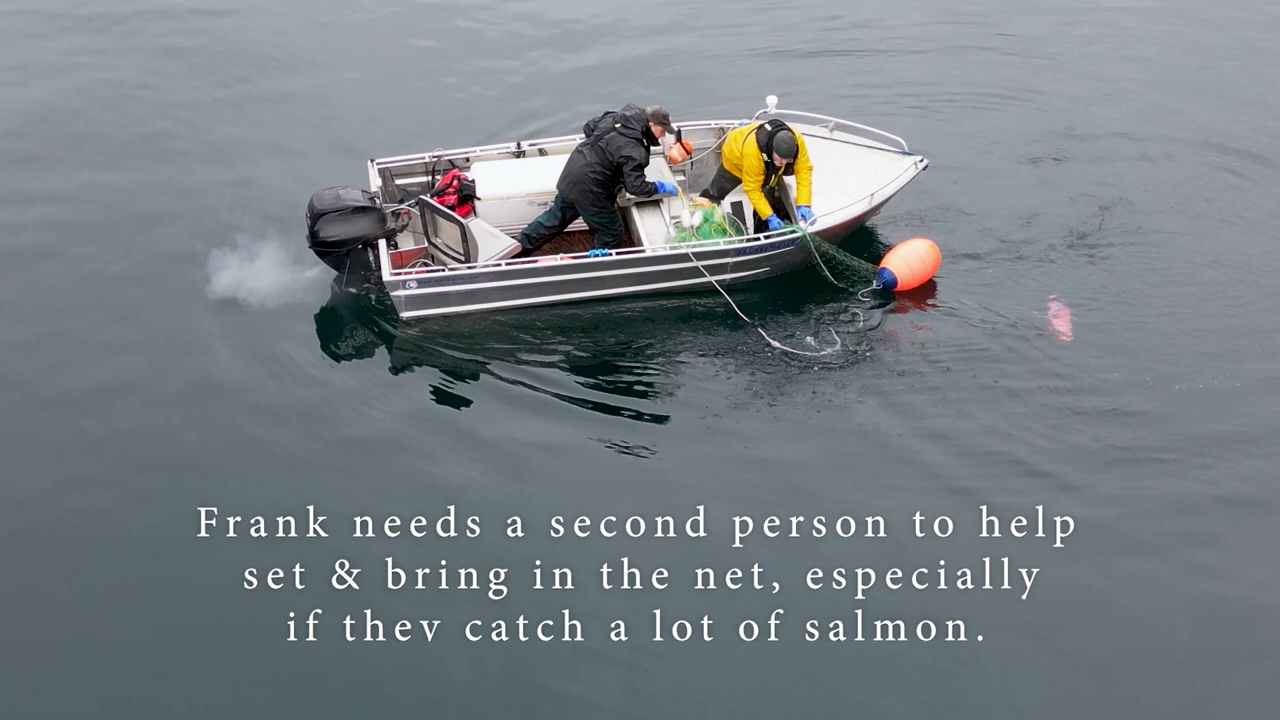 Frank needs a second person to help
set & bring in the net, especially
if they catch a lot of salmon.